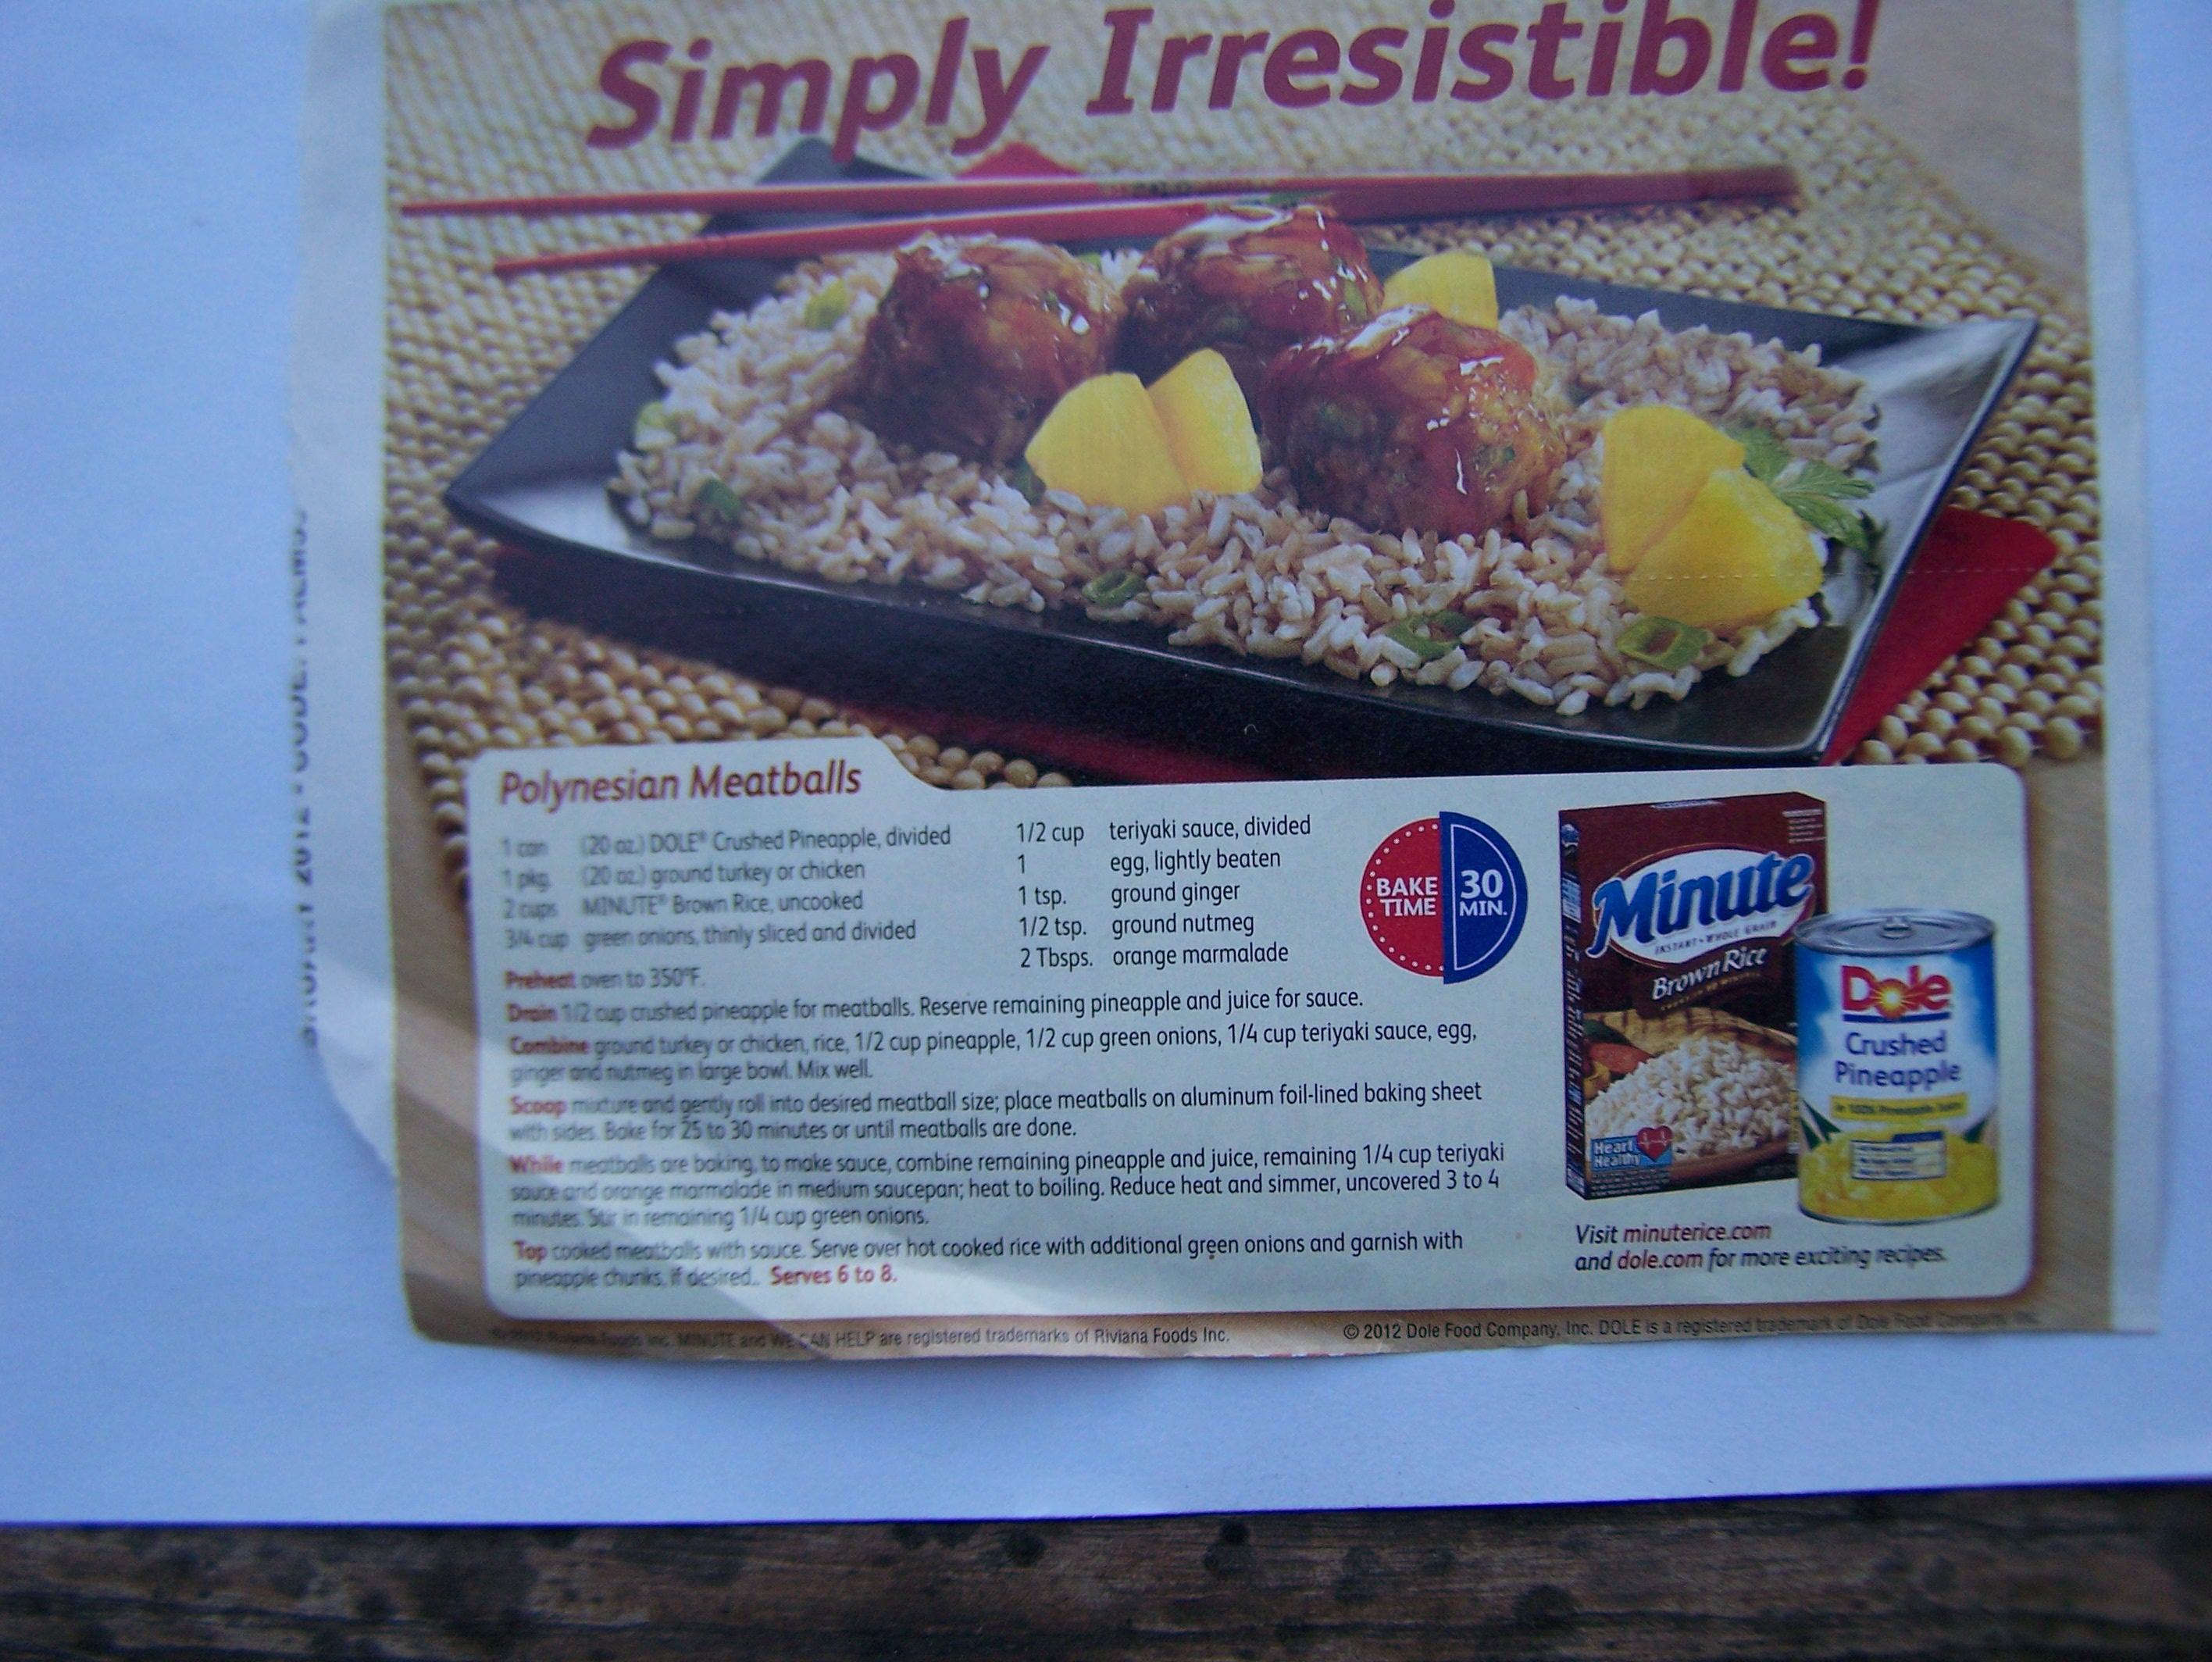 Simply Irresistible!
Polynesian Meatballs
1 can (20 oz.) DOLE® Crushed Pineapple, divided
1 pkg. (20 oz.) ground turkey or chicken
2 cups MINUTE® Brown Rice, uncooked
3/4 cup green onions, thinly sliced and divided
1/2 cup teriyaki sauce, divided
1 egg, lightly beaten
1 tsp. ground ginger
1/2 tsp. ground nutmeg
2 Tbsps. orange marmalade
BAKE TIME
30 MIN.
Preheat oven to 350°F.
Drain 1/2 cup crushed pineapple for meatballs. Reserve remaining pineapple and juice for sauce.
Combine ground turkey or chicken, rice, 1/2 cup pineapple, 1/2 cup green onions, 1/4 cup teriyaki sauce, egg,
ginger and nutmeg in large bowl. Mix well.
Scoop mixture and gently roll into desired meatball size; place meatballs on aluminum foil-lined baking sheet
with sides. Bake for 25 to 30 minutes or until meatballs are done.
While meatballs are baking, to make sauce, combine remaining pineapple and juice, remaining 1/4 cup teriyaki
sauce and orange marmalade in medium saucepan; heat to boiling. Reduce heat and simmer, uncovered 3 to 4
minutes. Stir in remaining 1/4 cup green onions.
Top cooked meatballs with sauce. Serve over hot cooked rice with additional green onions and garnish with
pineapple chunks, if desired.. Serves 6 to 8.
Minute
INSTANT • WHOLE GRAIN
Brown Rice
Heart
Healthy
Dole
Crushed
Pineapple
in 100% Pineapple Juice
Visit minuterice.com
and dole.com for more exciting recipes.
© 2012 Riviana Foods Inc. MINUTE and WE CAN HELP are registered trademarks of Riviana Foods Inc.
© 2012 Dole Food Company, Inc. DOLE is a registered trademark of Dole Food Company, Inc.